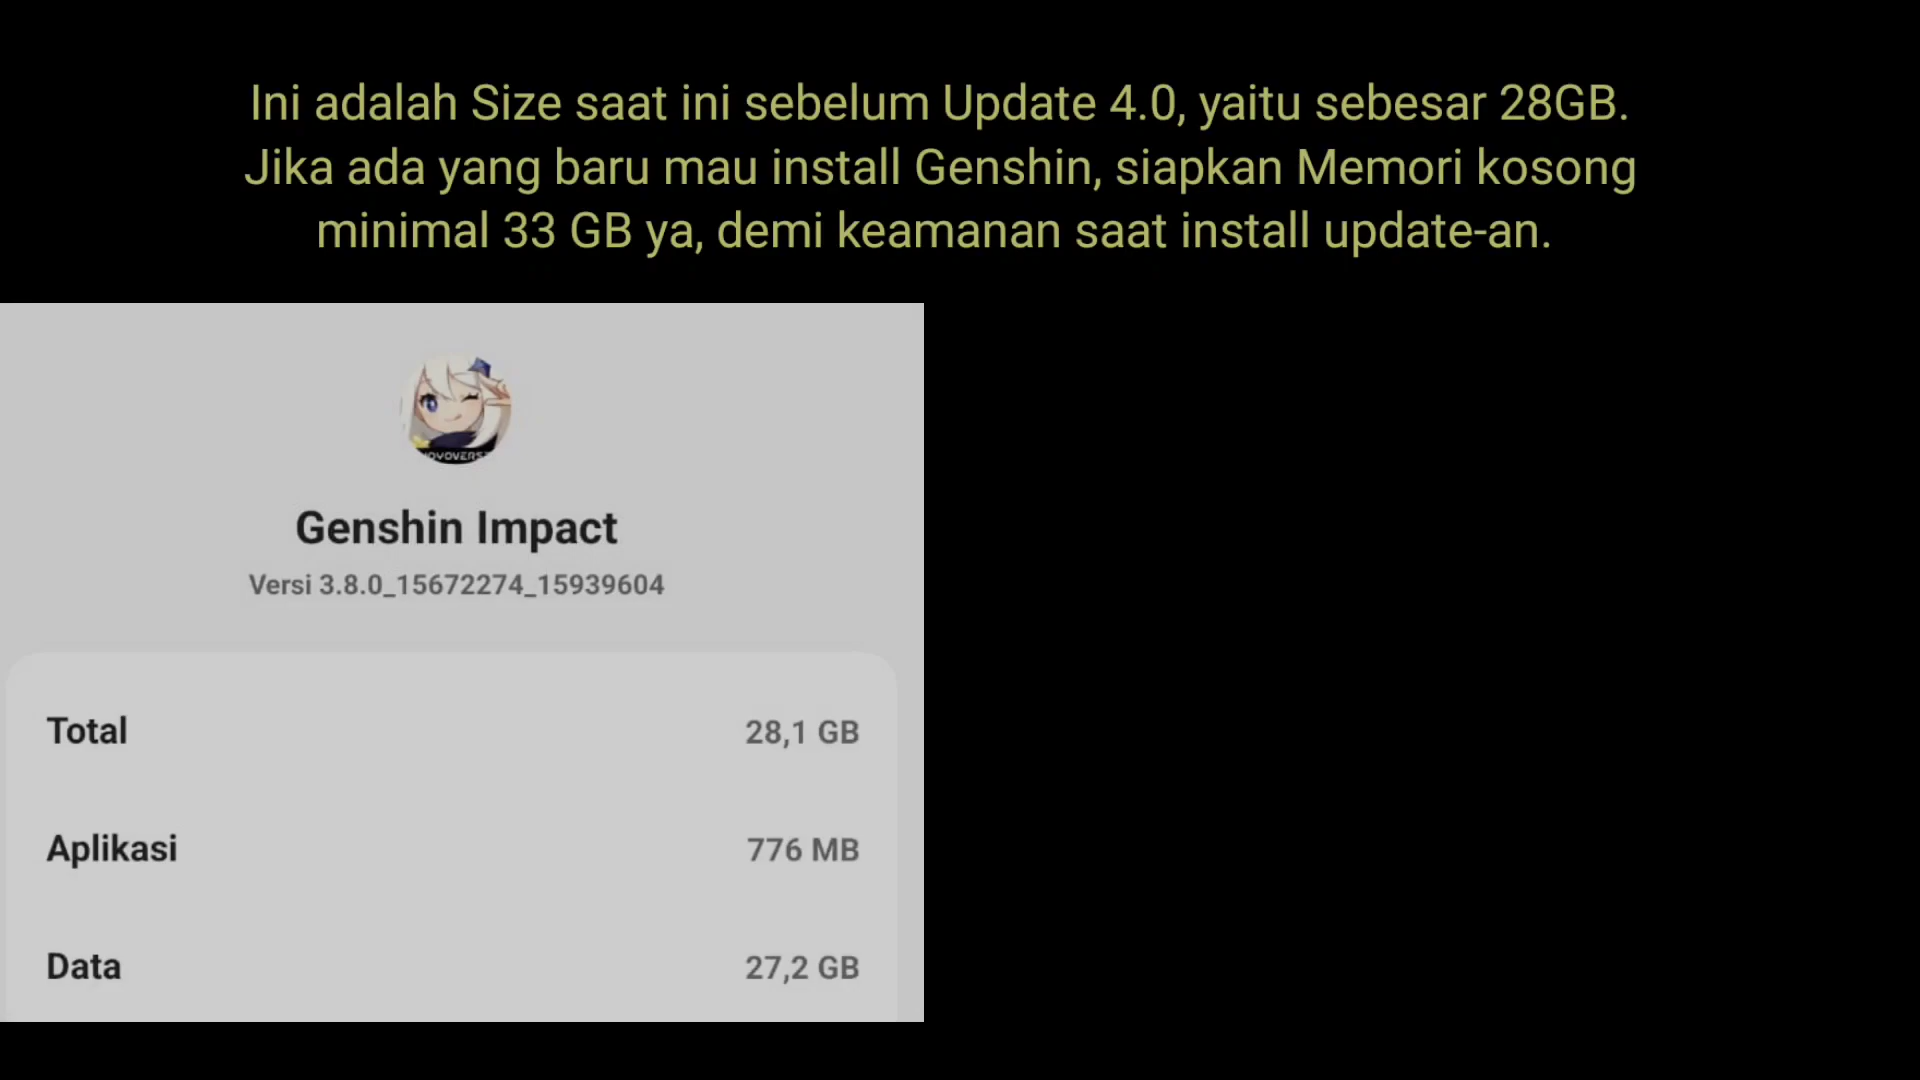 Ini adalah Size saat ini sebelum Update 4.0, yaitu sebesar 28GB.
Jika ada yang baru mau install Genshin, siapkan Memori kosong
minimal 33 GB ya, demi keamanan saat install update-an.
Genshin Impact
Versi 3.8.0_15672274_15939604
Total 28,1 GB
Aplikasi 776 MB
Data 27,2 GB